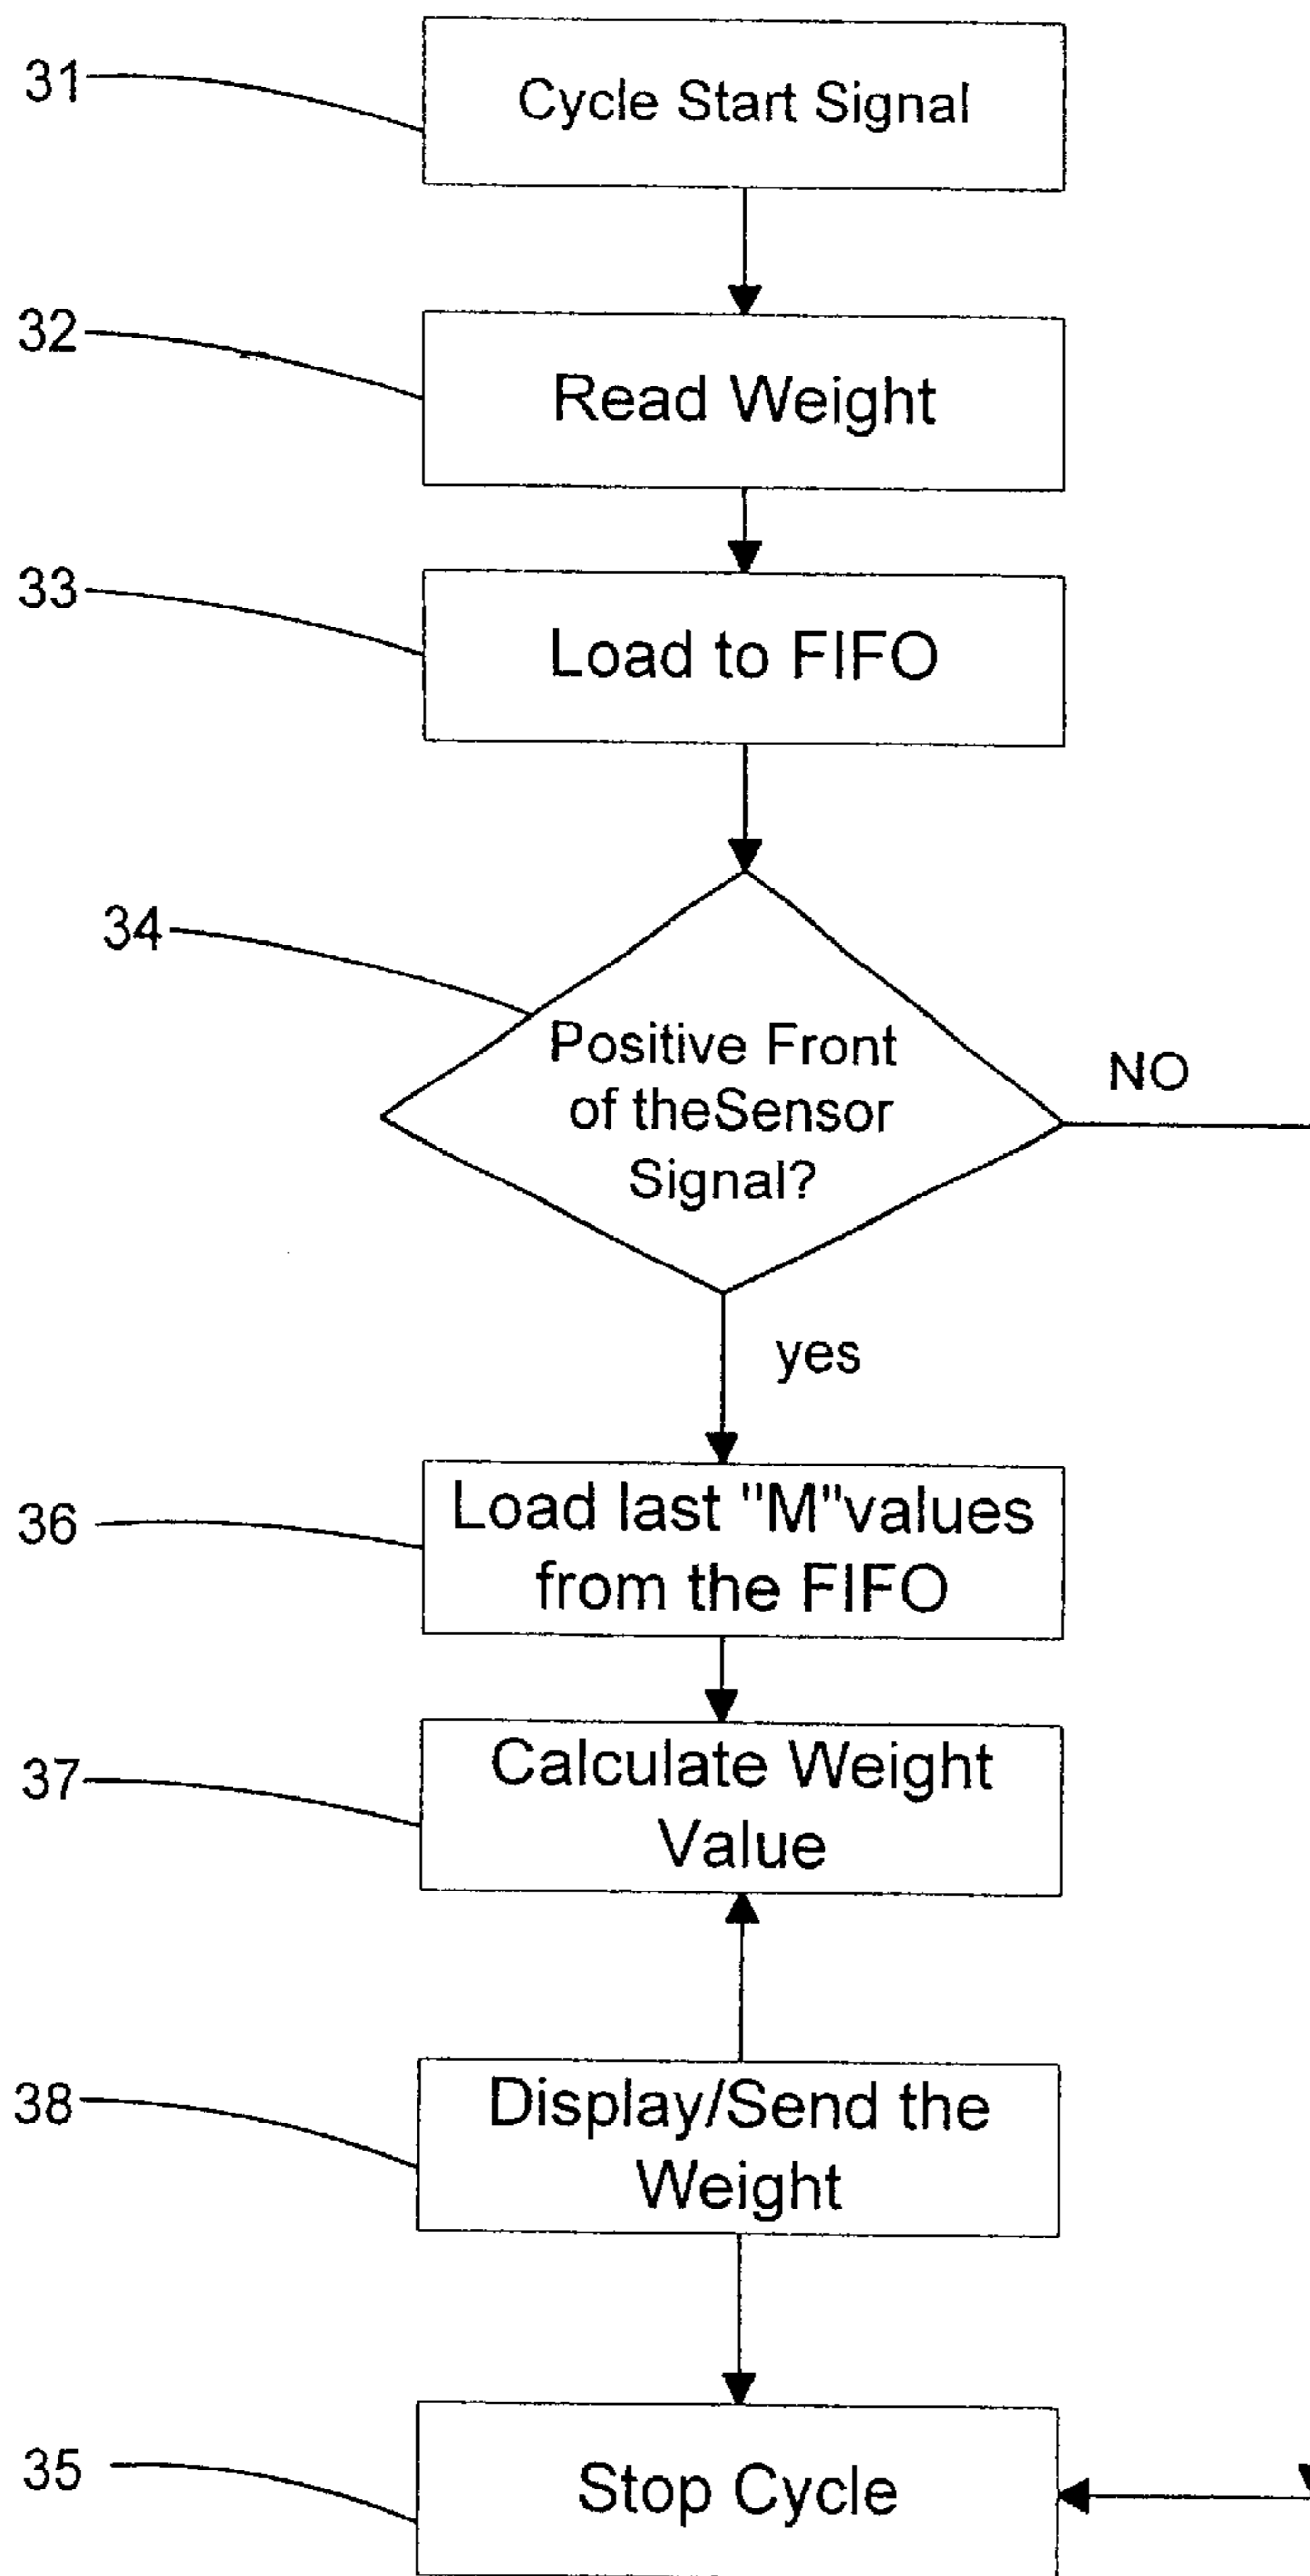 31
Cycle Start Signal
32
Read Weight
33
Load to FIFO
34
Positive Front
of theSensor
Signal?
NO
yes
36
Load last "M"values
from the FIFO
37
Calculate Weight
Value
38
Display/Send the
Weight
35
Stop Cycle